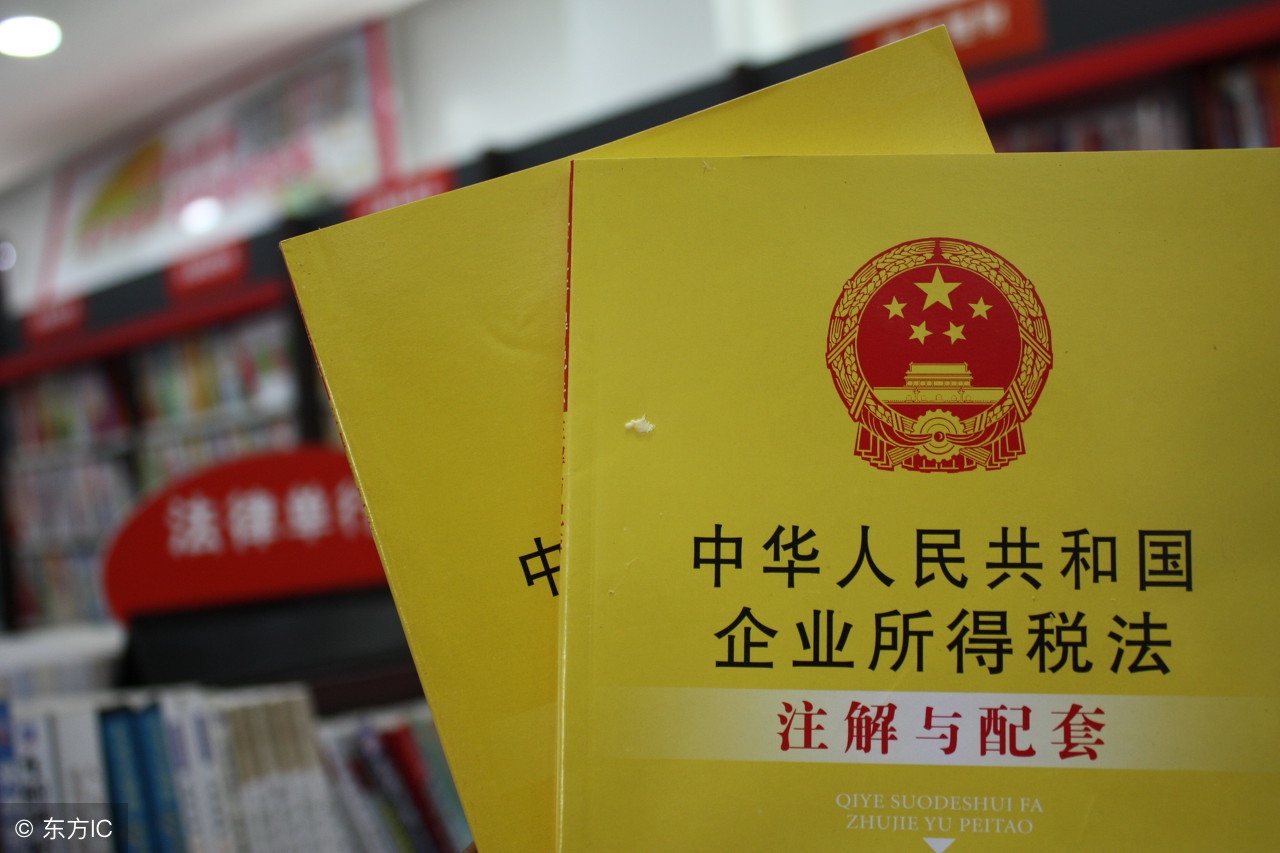 法律单行
中
中华人民共和国
企业所得税法
注解与配套
QIYE SUODESHUI FA
ZHUJIE YU PEITAO
© 东方IC